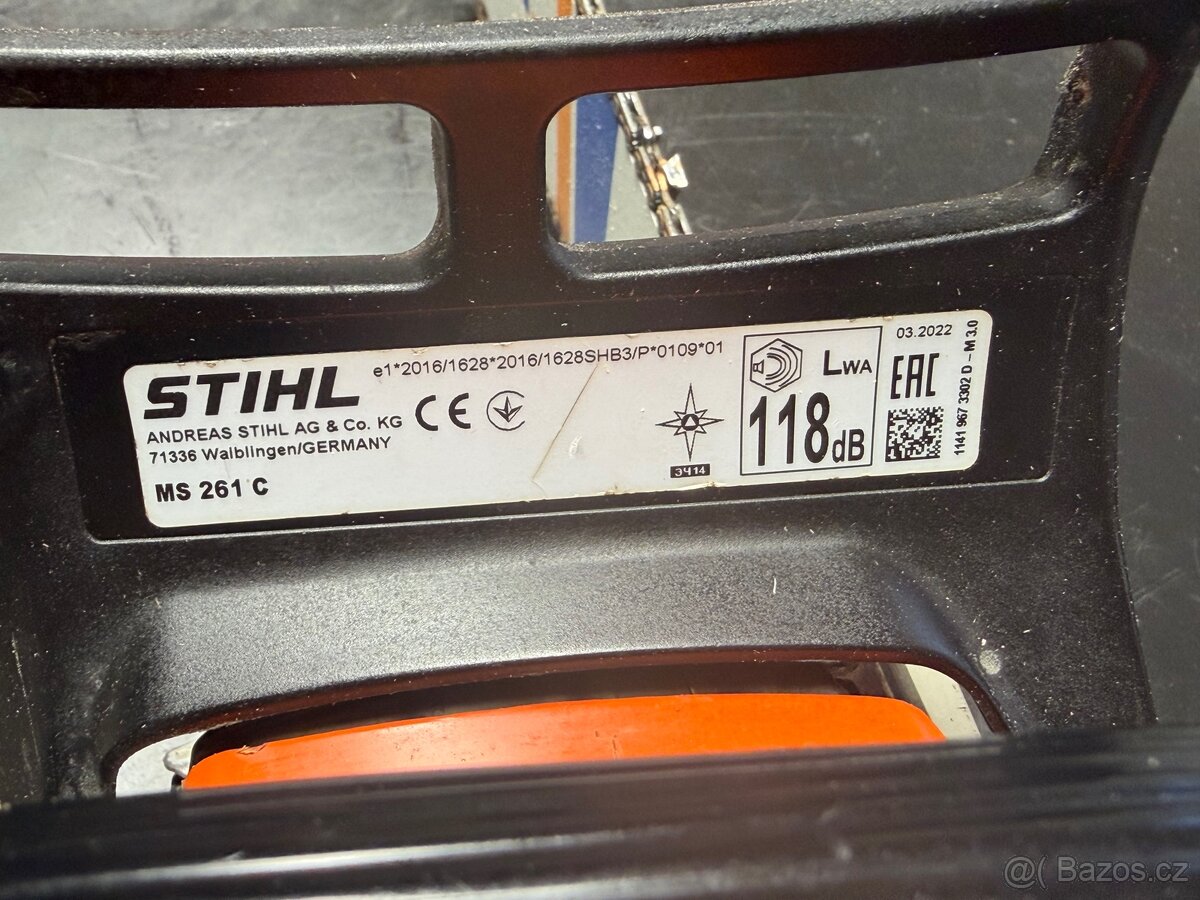 e1*2016/1628*2016/1628SHB3/P*0109*01
STIHL
ANDREAS STIHL AG & Co. KG
71336 Waiblingen/GERMANY
MS 261 C
CE
ЭЧ14
LWA
118dB
03.2022
EAC
1141 967 3302 D – M 3.0
@( Bazos.cz